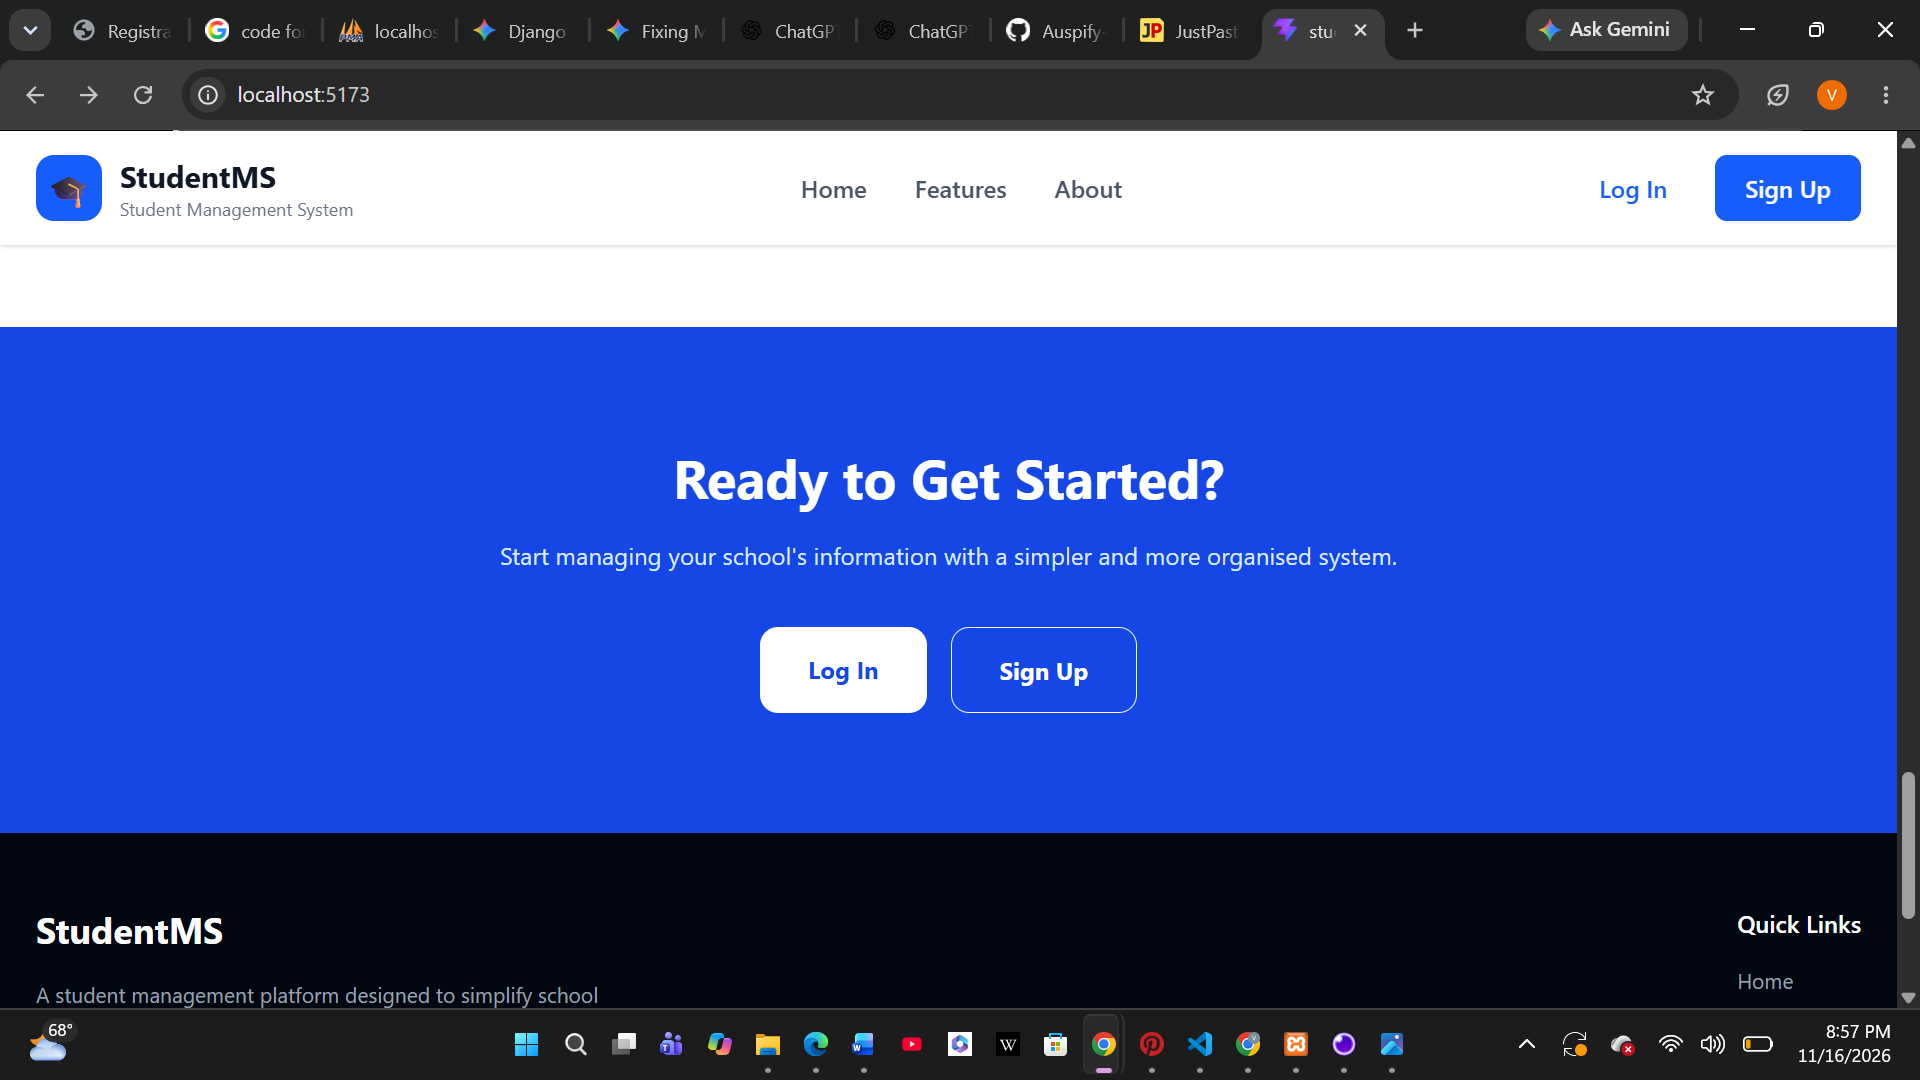 Registra
code fo
localhos
Django
Fixing M
ChatGP
ChatGP
Auspify-
JustPast
stu
Ask Gemini
localhost:5173
V
StudentMS
Student Management System
Home
Features
About
Log In
Sign Up
Ready to Get Started?
Start managing your school's information with a simpler and more organised system.
Log In
Sign Up
StudentMS
A student management platform designed to simplify school
Quick Links
Home
68°
8:57 PM
11/16/2026